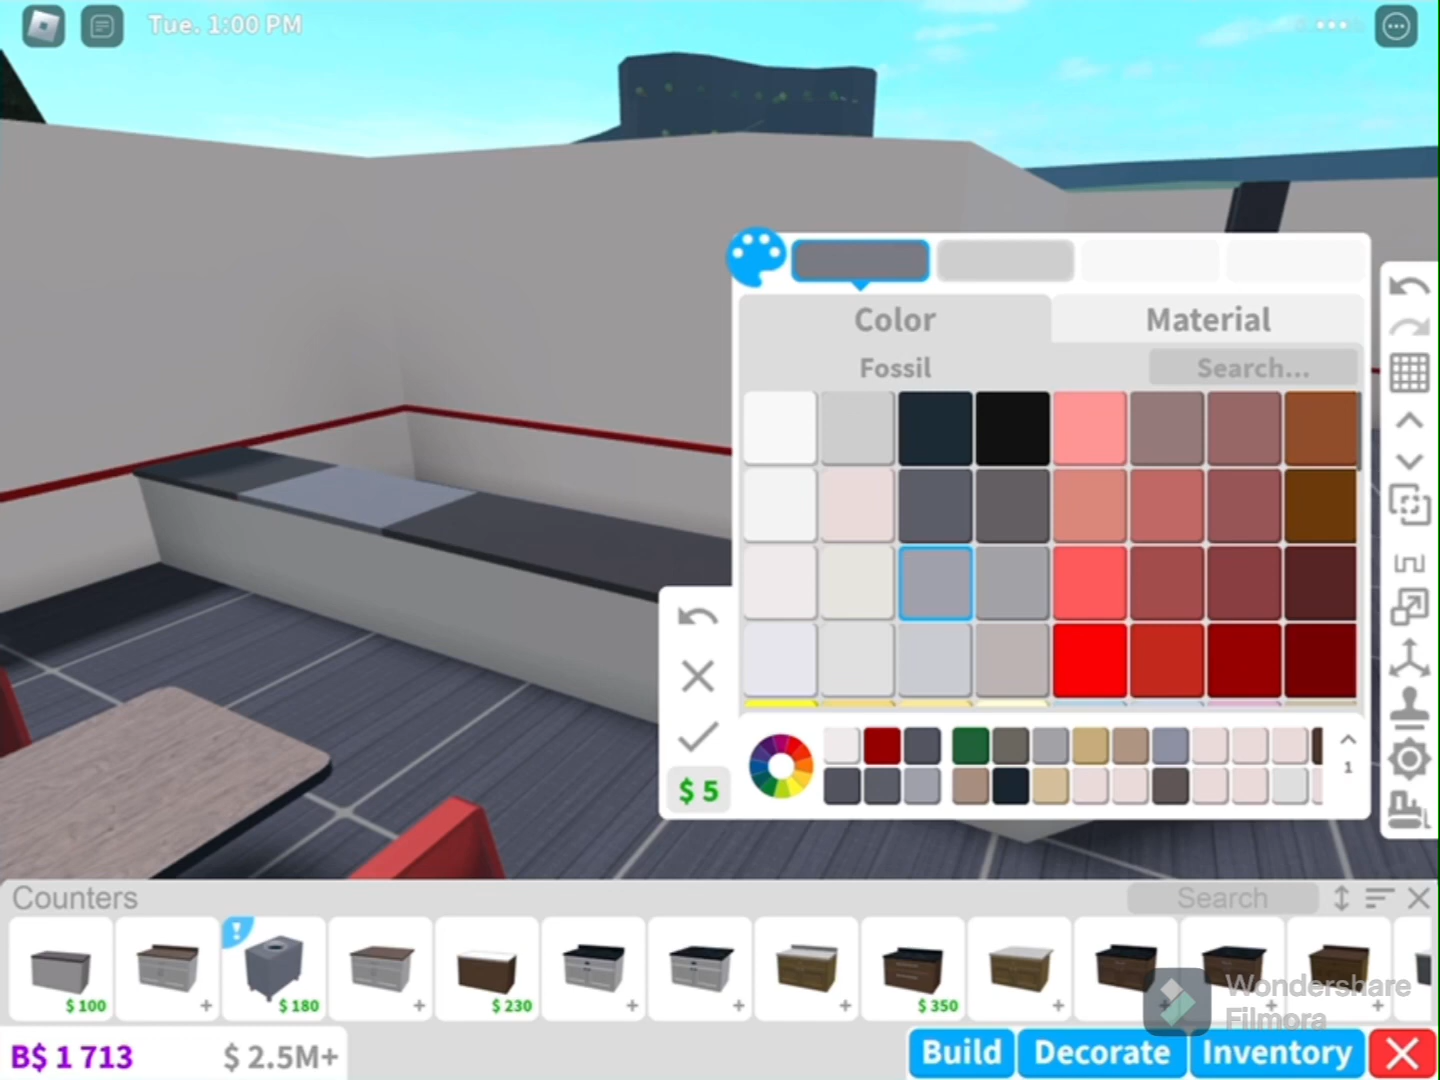 Tue. 1:00 PM
Color
Material
Fossil
Search...
1
$ 5
Counters
Search
$ 100
$ 180
$ 230
$ 350
Wondershare
Filmora
B$ 1 713
$ 2.5M+
Build
Decorate
Inventory